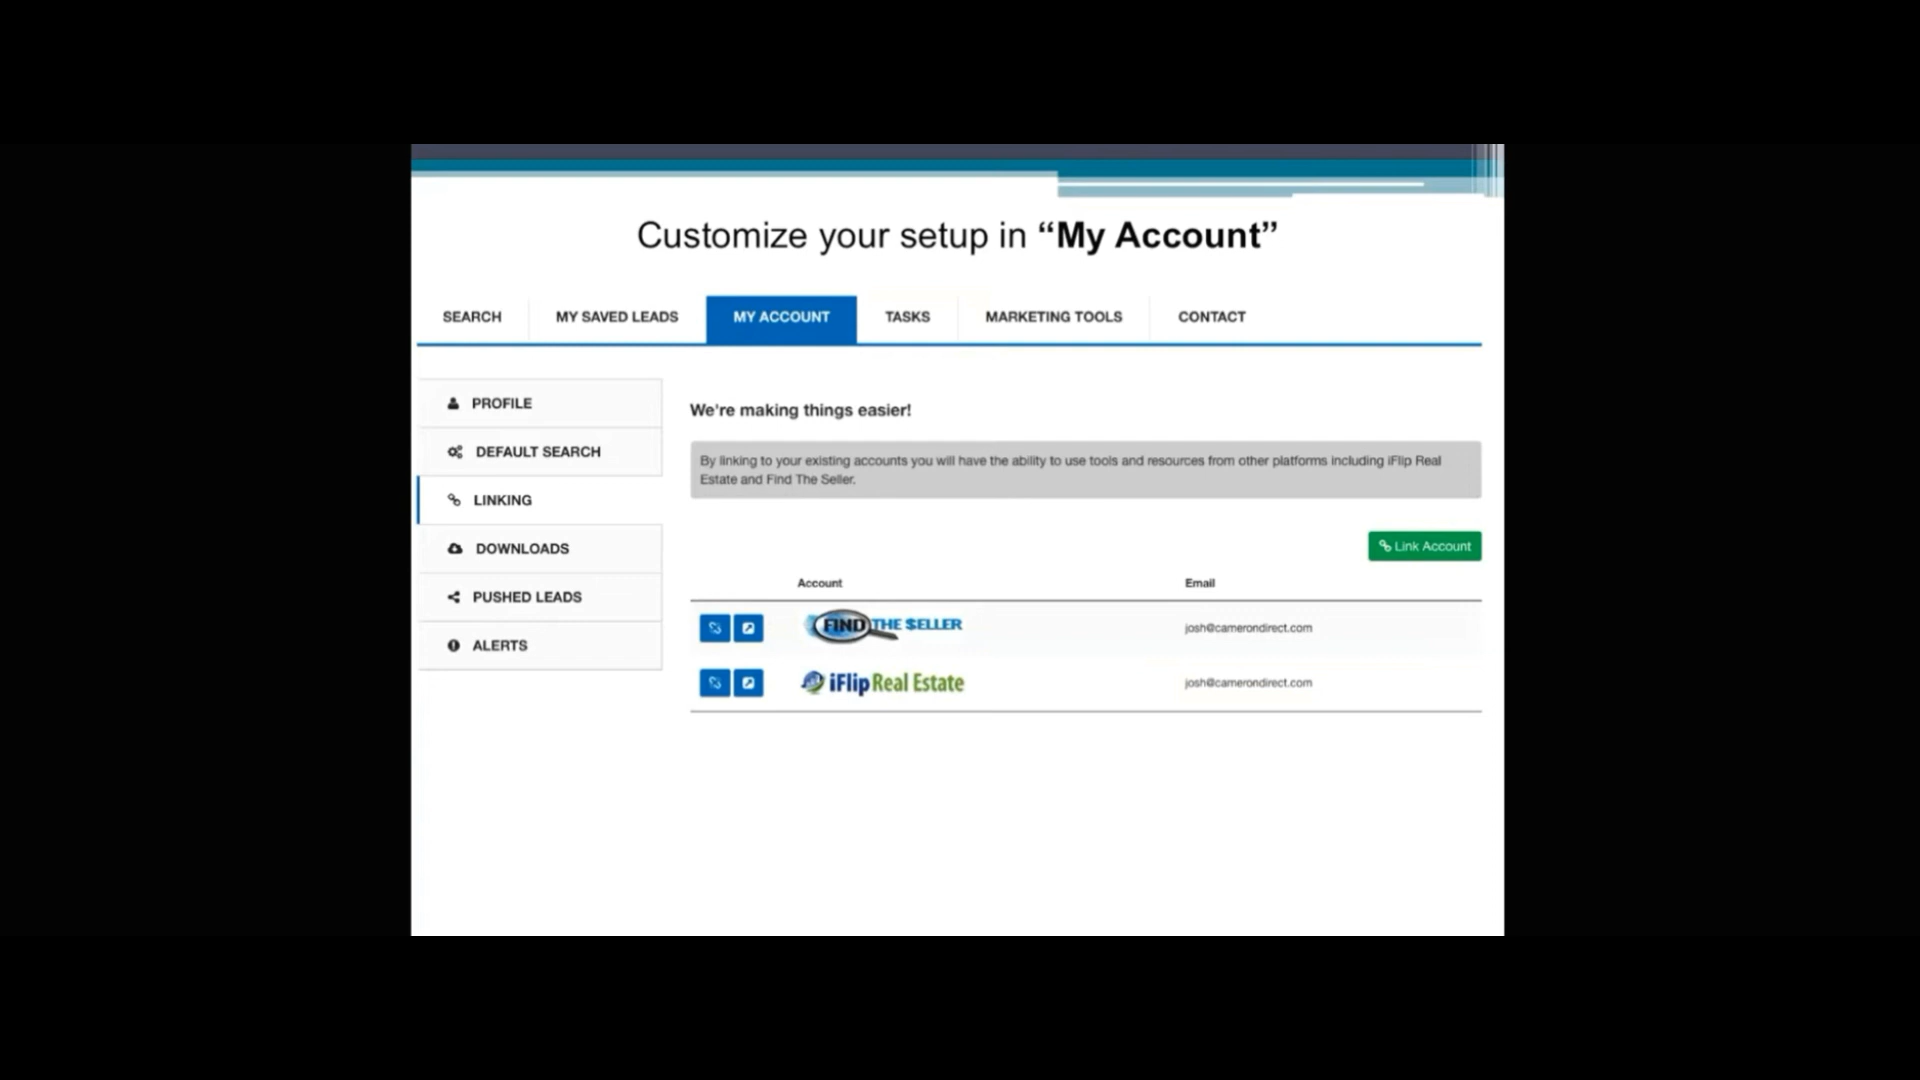 Customize your setup in “My Account”
SEARCH MY SAVED LEADS MY ACCOUNT TASKS MARKETING TOOLS CONTACT
PROFILE
DEFAULT SEARCH
LINKING
DOWNLOADS
PUSHED LEADS
ALERTS
We're making things easier!
By linking to your existing accounts you will have the ability to use tools and resources from other platforms including iFlip Real
Estate and Find The Seller.
Link Account
Account Email
FIND THE $ELLER josh@camerondirect.com
iFlip Real Estate josh@camerondirect.com